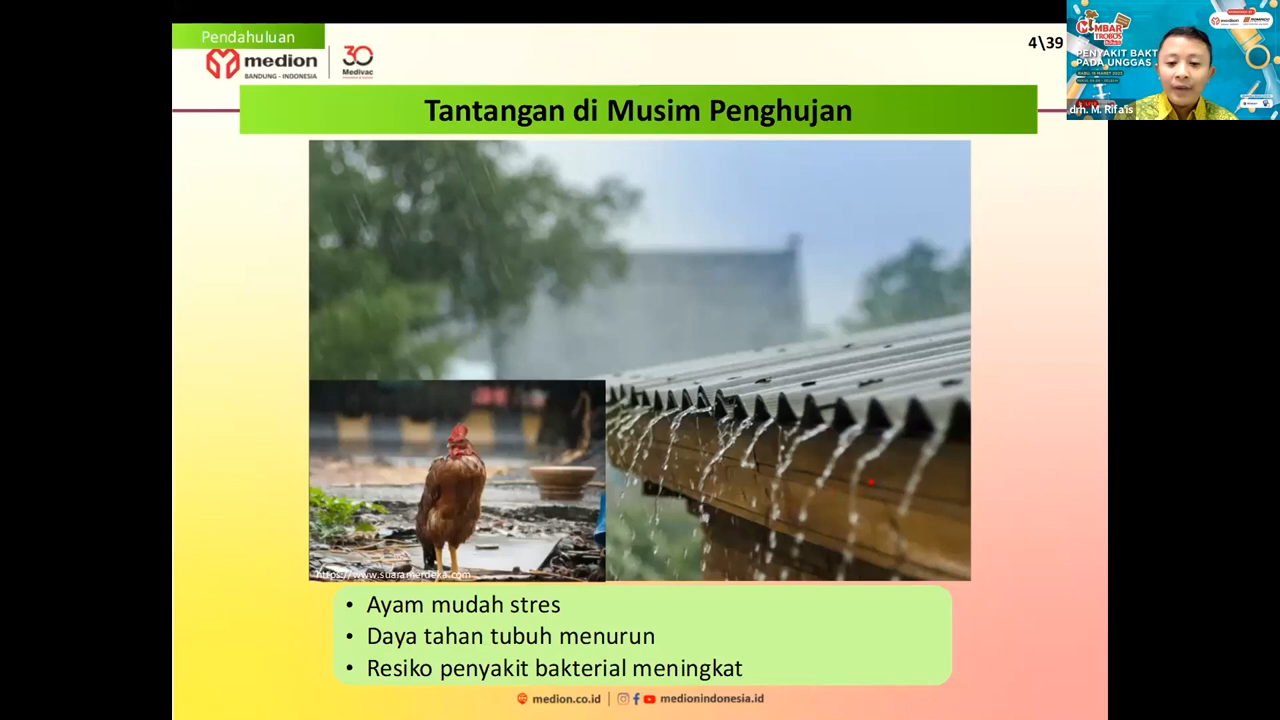 Pendahuluan
medion
BANDUNG - INDONESIA
30
Medivac
4\39
Tantangan di Musim Penghujan
https://www.suaramerdeka.com
• Ayam mudah stres
• Daya tahan tubuh menurun
• Resiko penyakit bakterial meningkat
medion.co.id
medionindonesia.id
MIMBAR
TROBOS
PENYAKIT BAKT
PADA UNGGAS
drh. M. Rifa'is